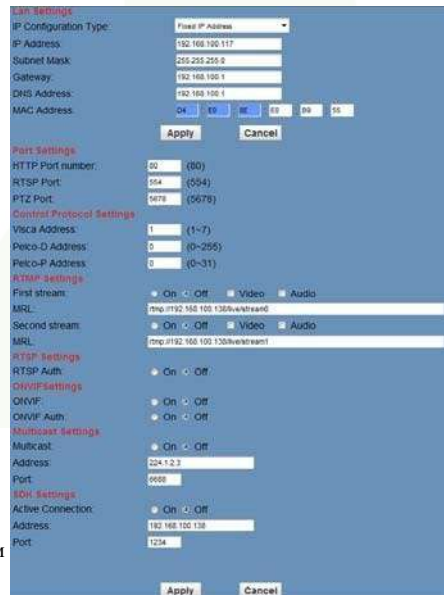 Lan Settings
IP Configuration Type: Fixed IP Address
IP Address: 192.168.100.117
Subnet Mask: 255.255.255.0
Gateway: 192.168.100.1
DNS Address: 192.168.100.1
MAC Address: D4 E0 8E
Apply Cancel
Port Settings
HTTP Port number: 80 (80)
RTSP Port: 554 (554)
PTZ Port: 5678 (5678)
Control Protocol Settings
Visca Address: 1 (1~7)
Pelco-D Address: 0 (0~255)
Pelco-P Address: 0 (0~31)
RTMP Settings
First stream: On Off Video Audio
MRL: rtmp://192.168.100.138/live/stream0
Second stream: On Off Video Audio
MRL: rtmp://192.168.100.138/live/stream1
RTSP Settings
RTSP Auth: On Off
ONVIFSettings
ONVIF: On Off
ONVIF Auth: On Off
Multicast Settings
Multicast: On Off
Address: 224.1.2.3
Port: 6688
SDK Settings
Active Connection: On Off
Address: 192.168.100.138
M
Port: 1234
Apply Cancel